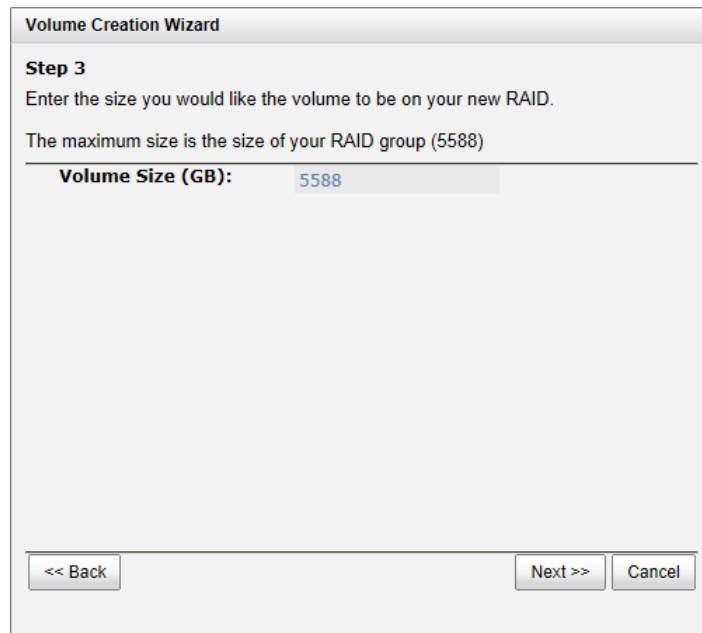 Volume Creation Wizard
Step 3
Enter the size you would like the volume to be on your new RAID.
The maximum size is the size of your RAID group (5588)
Volume Size (GB): 5588
<< Back Next >> Cancel